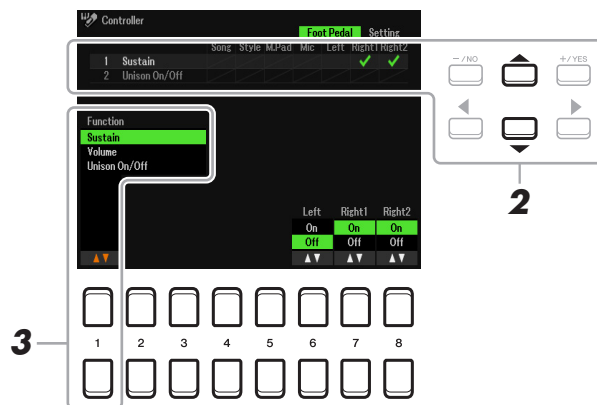 Controller
Foot Pedal Setting
Song Style M.Pad Mic Left Right1 Right2
1 Sustain
2 Unison On/Off
-/NO +/YES
2
Function
Sustain
Volume
Unison On/Off
Left Right1 Right2
On On On
Off Off Off
3
1 2 3 4 5 6 7 8